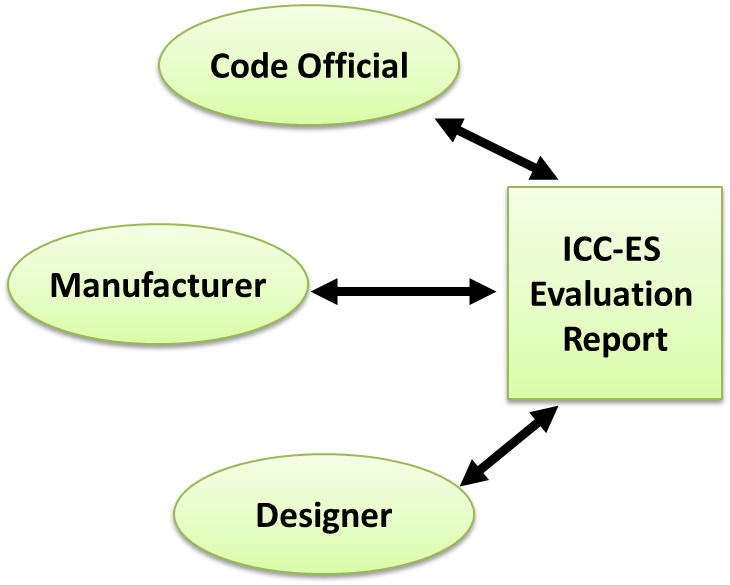 Code Official
Manufacturer
ICC-ES
Evaluation
Report
Designer